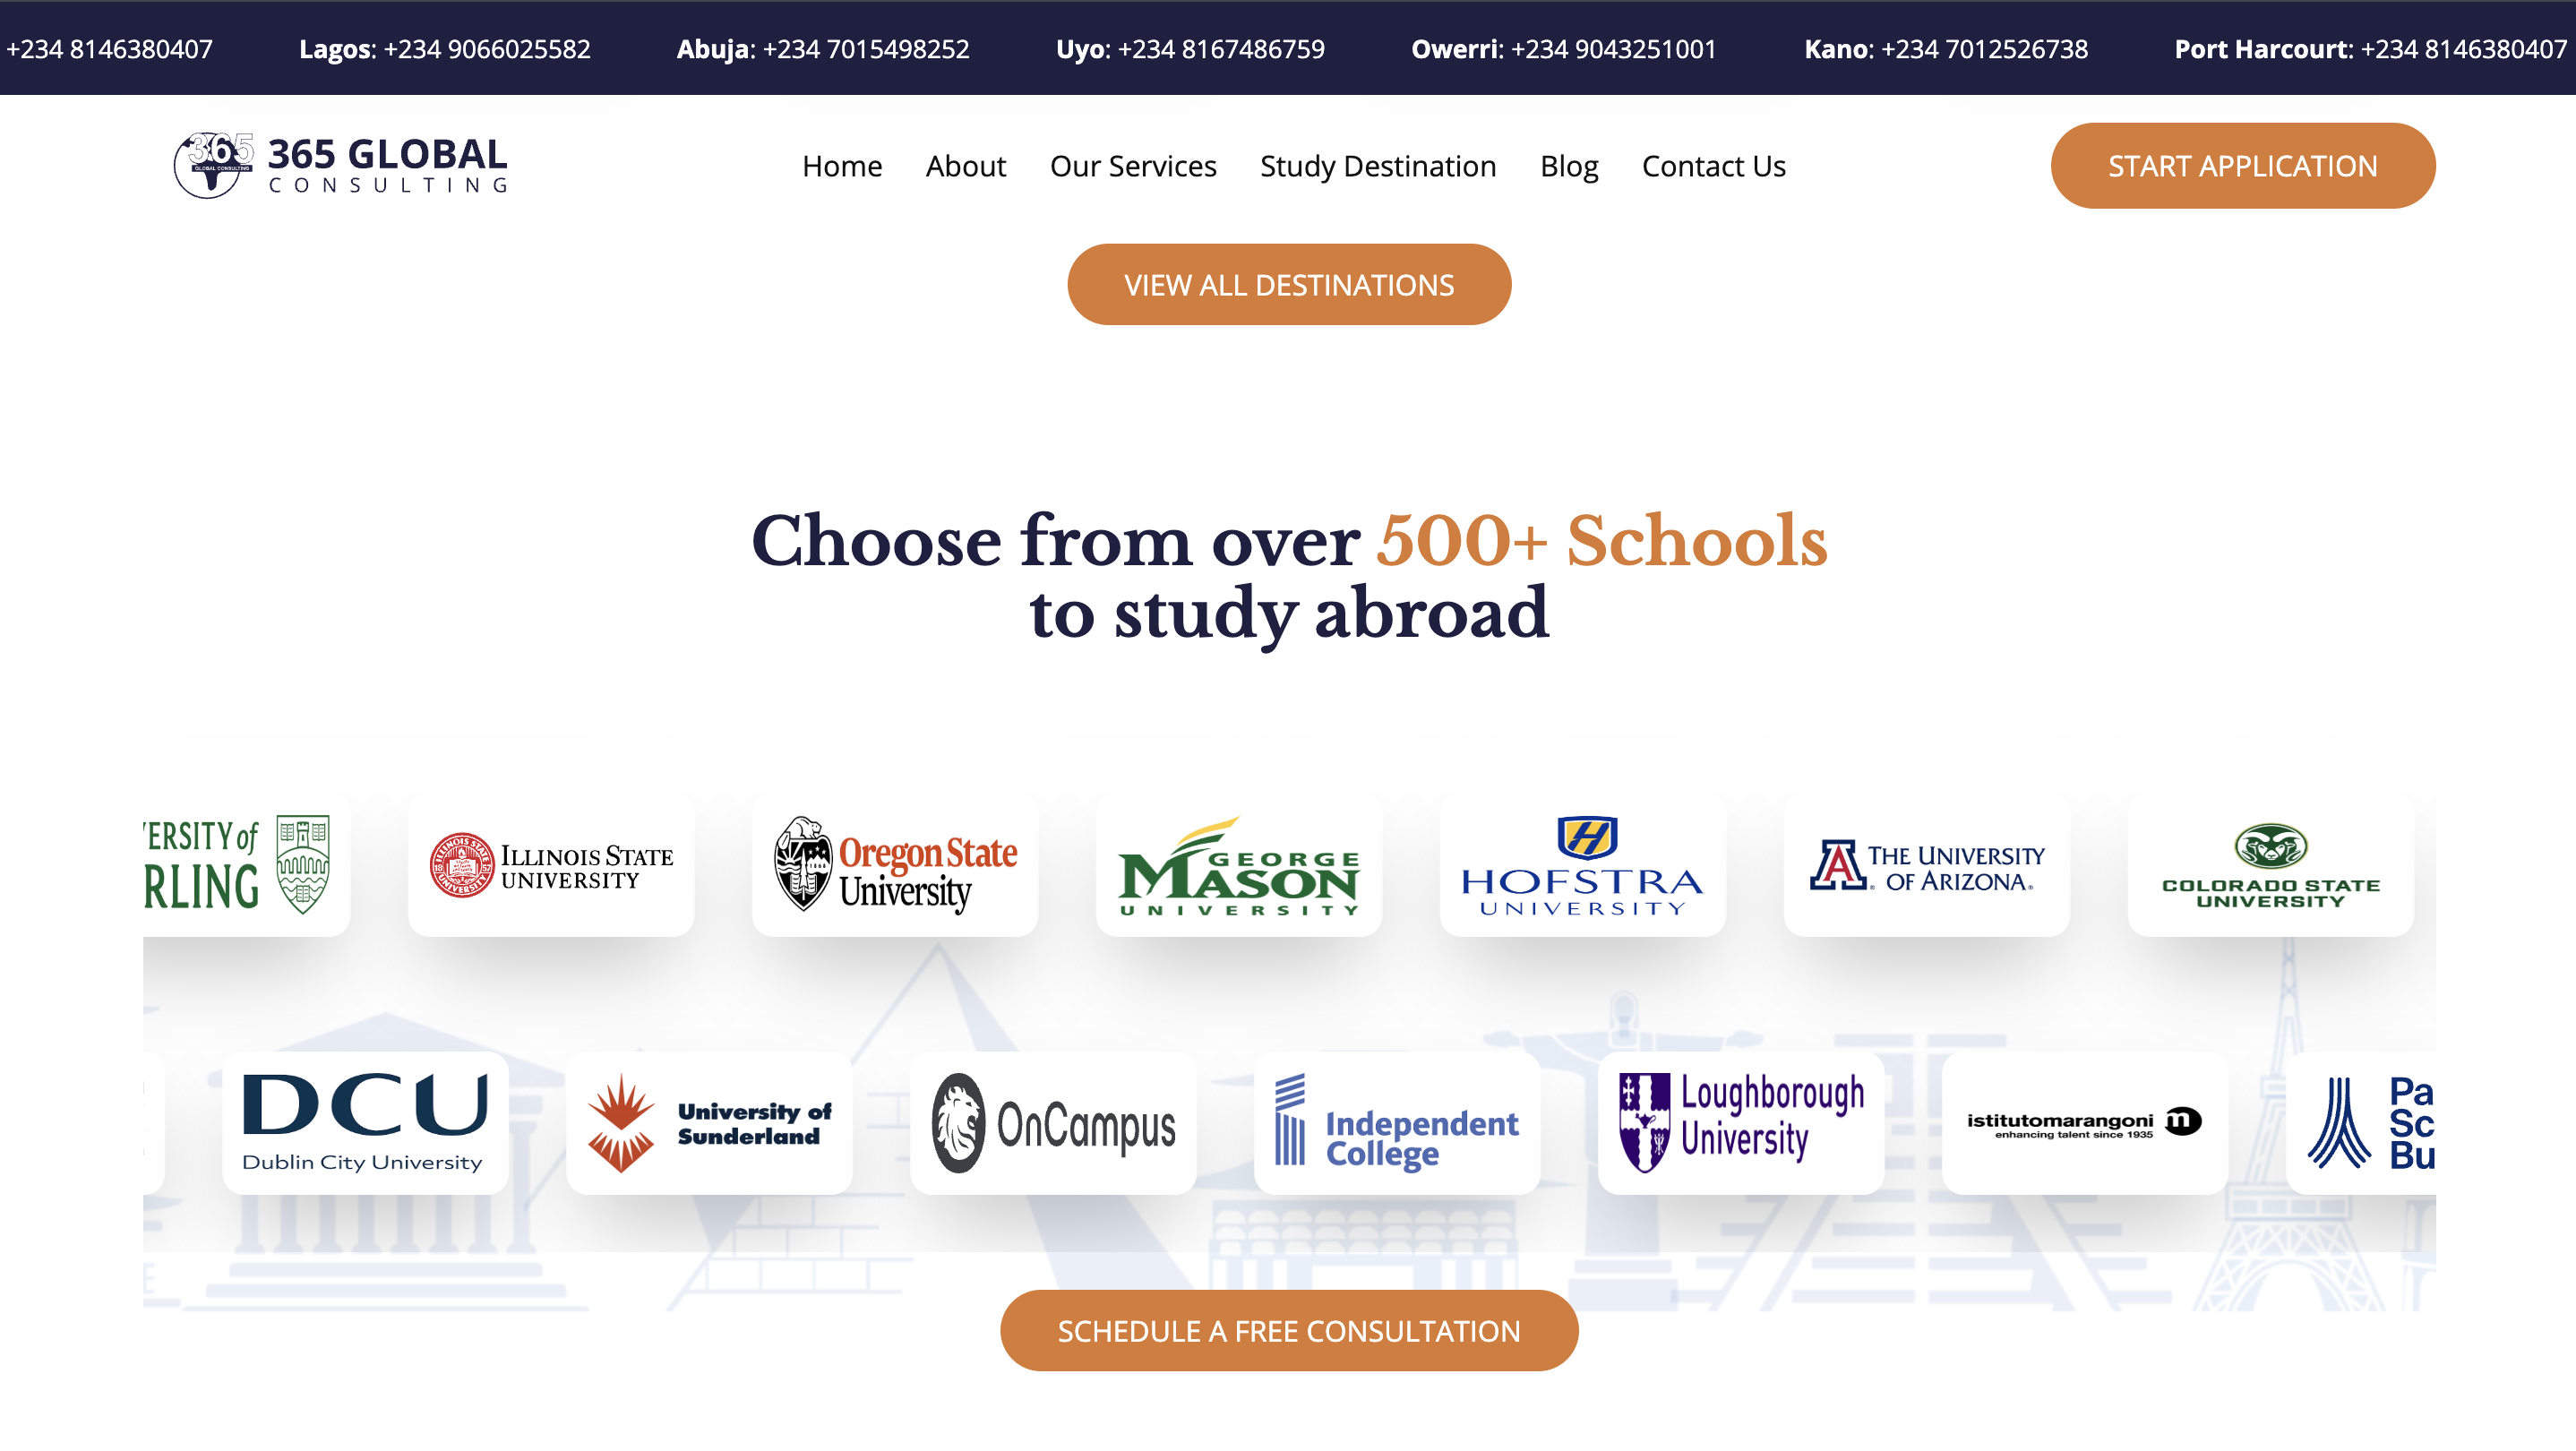 +234 8146380407 Lagos: +234 9066025582 Abuja: +234 7015498252 Uyo: +234 8167486759 Owerri: +234 9043251001 Kano: +234 7012526738 Port Harcourt: +234 8146380407
365
GLOBAL CONSULTING
365 GLOBAL
CONSULTING
Home About Our Services Study Destination Blog Contact Us
START APPLICATION
VIEW ALL DESTINATIONS
Choose from over 500+ Schools
to study abroad
VERSITY of
RLING
ILLINOIS STATE
UNIVERSITY
Oregon State
University
GEORGE
MASON
UNIVERSITY
H
HOFSTRA
UNIVERSITY
A
THE UNIVERSITY
OF ARIZONA.
COLORADO STATE
UNIVERSITY
DCU
Dublin City University
University of
Sunderland
OnCampus
Independent
College
Loughborough
University
istitutomarangoni m
enhancing talent since 1935
Pa
Sc
Bu
SCHEDULE A FREE CONSULTATION